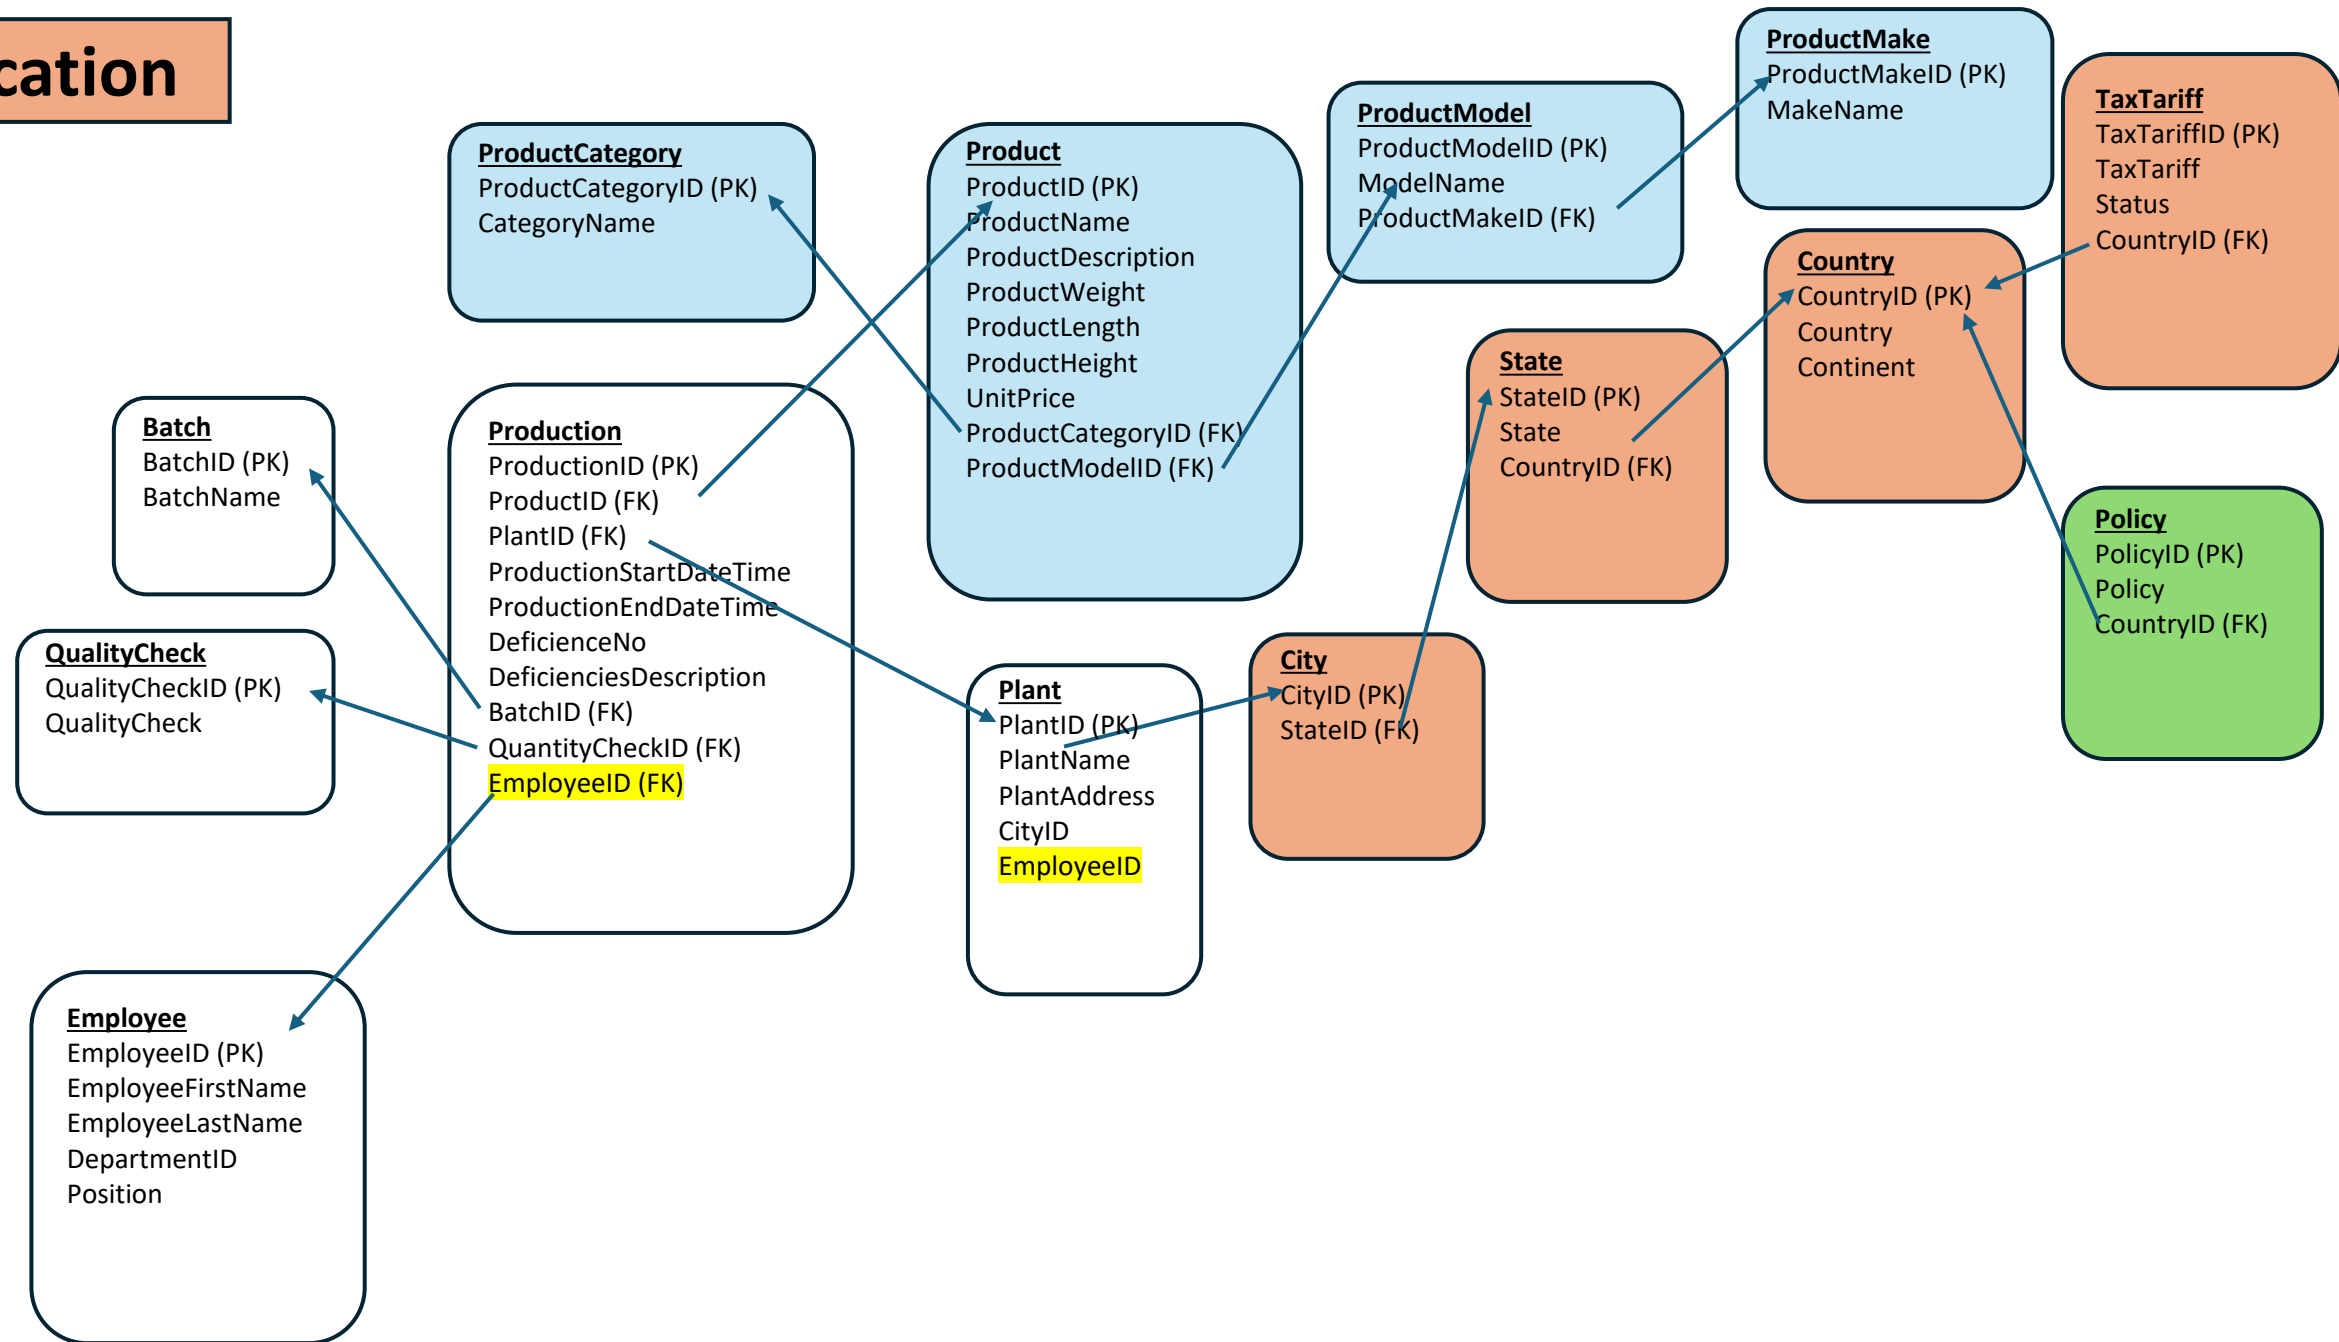 cation
ProductCategory
ProductCategoryID (PK)
CategoryName
Product
ProductID (PK)
ProductName
ProductDescription
ProductWeight
ProductLength
ProductHeight
UnitPrice
ProductCategoryID (FK)
ProductModelID (FK)
ProductModel
ProductModelID (PK)
ModelName
ProductMakeID (FK)
ProductMake
ProductMakeID (PK)
MakeName
TaxTariff
TaxTariffID (PK)
TaxTariff
Status
CountryID (FK)
Country
CountryID (PK)
Country
Continent
State
StateID (PK)
State
CountryID (FK)
Batch
BatchID (PK)
BatchName
Production
ProductionID (PK)
ProductID (FK)
PlantID (FK)
ProductionStartDateTime
ProductionEndDateTime
DeficienceNo
DeficienciesDescription
BatchID (FK)
QuantityCheckID (FK)
EmployeeID (FK)
Policy
PolicyID (PK)
Policy
CountryID (FK)
QualityCheck
QualityCheckID (PK)
QualityCheck
Plant
PlantID (PK)
PlantName
PlantAddress
CityID
EmployeeID
City
CityID (PK)
StateID (FK)
Employee
EmployeeID (PK)
EmployeeFirstName
EmployeeLastName
DepartmentID
Position